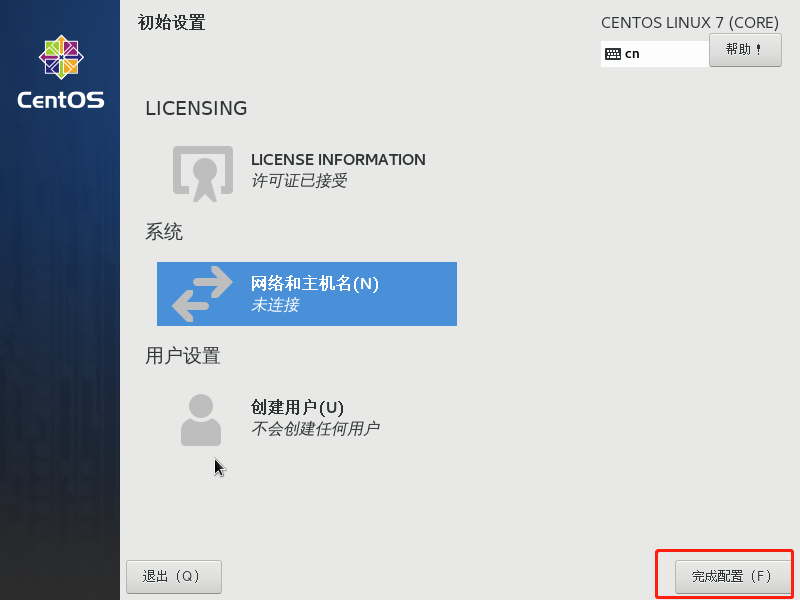 初始设置
CENTOS LINUX 7 (CORE)
cn
帮助！
CentOS
LICENSING
LICENSE INFORMATION
许可证已接受
系统
网络和主机名(N)
未连接
用户设置
创建用户(U)
不会创建任何用户
退出（Q）
完成配置（F）